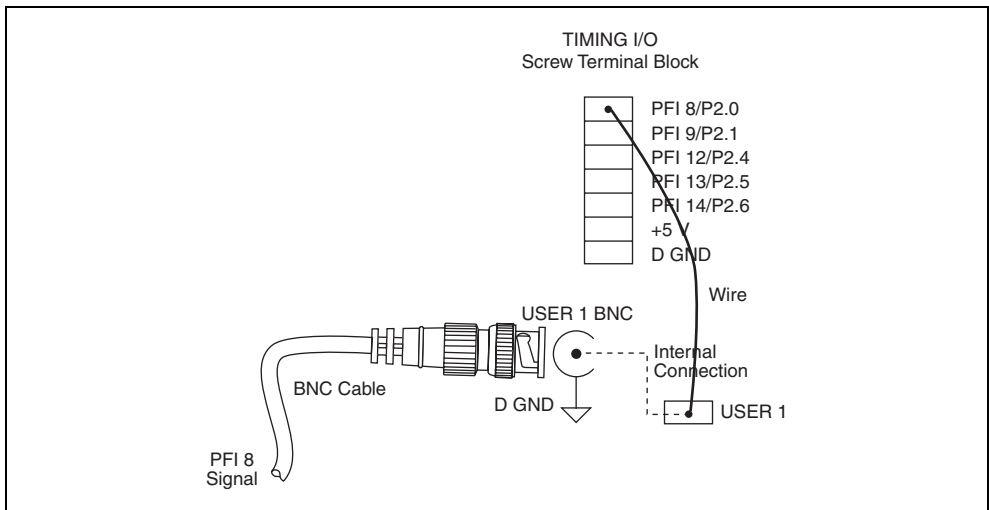 TIMING I/O
Screw Terminal Block
PFI 8/P2.0
PFI 9/P2.1
PFI 12/P2.4
PFI 13/P2.5
PFI 14/P2.6
+5 V
D GND
Wire
USER 1 BNC
Internal
Connection
BNC Cable
D GND
USER 1
PFI 8
Signal